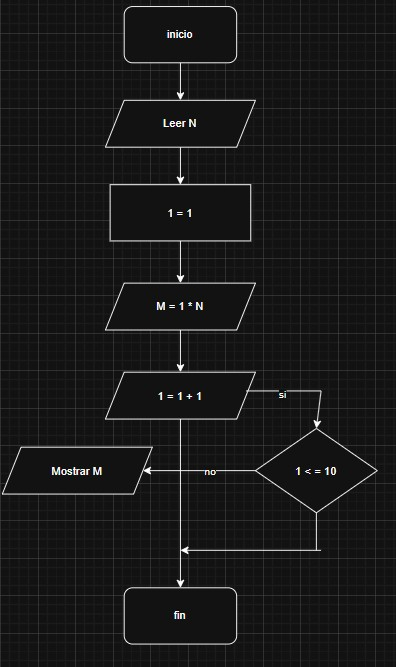 inicio
Leer N
1 = 1
M = 1 * N
1 = 1 + 1
si
Mostrar M
no
1 < = 10
fin